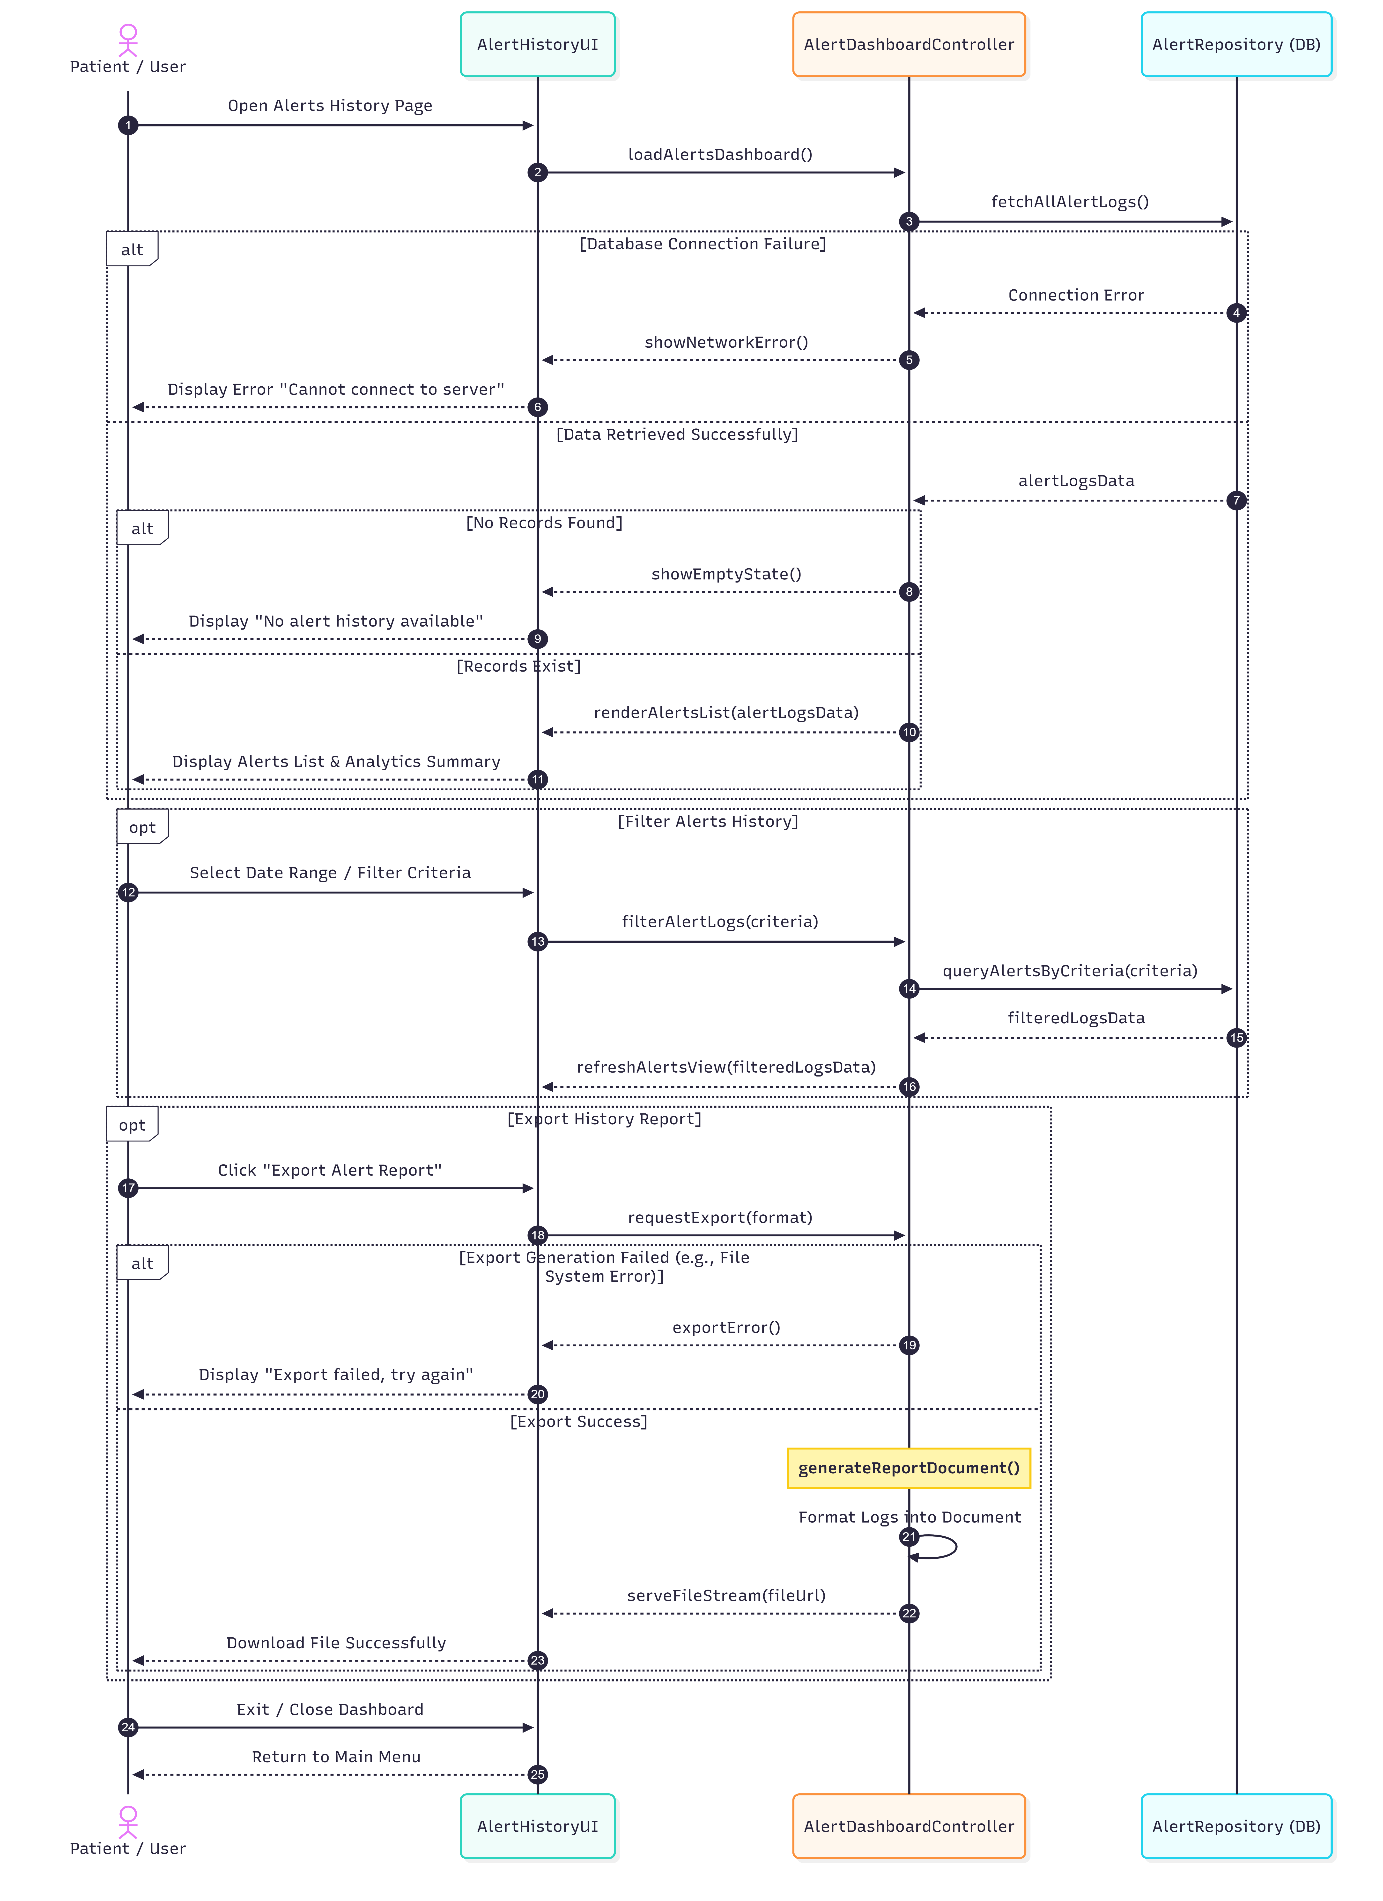 Patient / User
AlertHistoryUI
AlertDashboardController
AlertRepository (DB)
Open Alerts History Page
1
loadAlertsDashboard()
2
fetchAllAlertLogs()
3
alt
[Database Connection Failure]
Connection Error
4
showNetworkError()
5
Display Error "Cannot connect to server"
6
[Data Retrieved Successfully]
alertLogsData
7
alt
[No Records Found]
showEmptyState()
8
Display "No alert history available"
9
[Records Exist]
renderAlertsList(alertLogsData)
10
Display Alerts List & Analytics Summary
11
opt
[Filter Alerts History]
Select Date Range / Filter Criteria
12
filterAlertLogs(criteria)
13
queryAlertsByCriteria(criteria)
14
filteredLogsData
15
refreshAlertsView(filteredLogsData)
16
opt
[Export History Report]
Click "Export Alert Report"
17
requestExport(format)
18
alt
[Export Generation Failed (e.g., File
System Error)]
exportError()
19
Display "Export failed, try again"
20
[Export Success]
generateReportDocument()
Format Logs into Document
21
serveFileStream(fileUrl)
22
Download File Successfully
23
Exit / Close Dashboard
24
Return to Main Menu
25
Patient / User
AlertHistoryUI
AlertDashboardController
AlertRepository (DB)